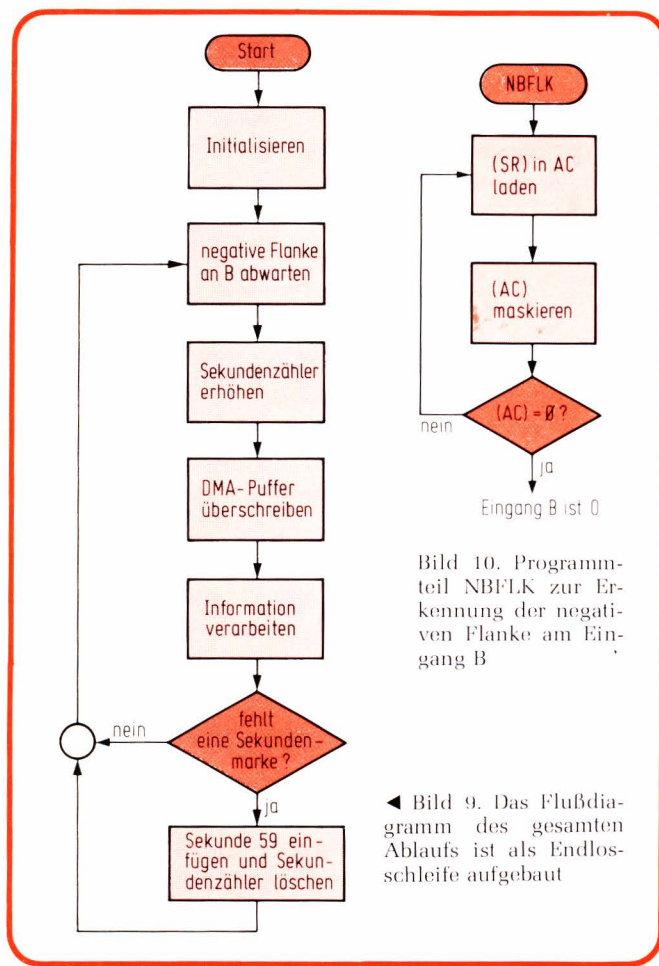 Start
Initialisieren
negative Flanke
an B abwarten
Sekundenzähler
erhöhen
DMA-Puffer
überschreiben
Information
verarbeiten
fehlt
eine Sekunden-
marke?
nein
ja
Sekunde 59 ein-
fügen und Sekun-
denzähler löschen
NBFLK
(SR) in AC
laden
(AC)
maskieren
(AC) = Ø?
nein
ja
Eingang B ist 0
Bild 10. Programm-
teil NBFLK zur Er-
kennung der negati-
ven Flanke am Ein-
gang B
◄ Bild 9. Das Flußdia-
gramm des gesamten
Ablaufs ist als Endlos-
schleife aufgebaut